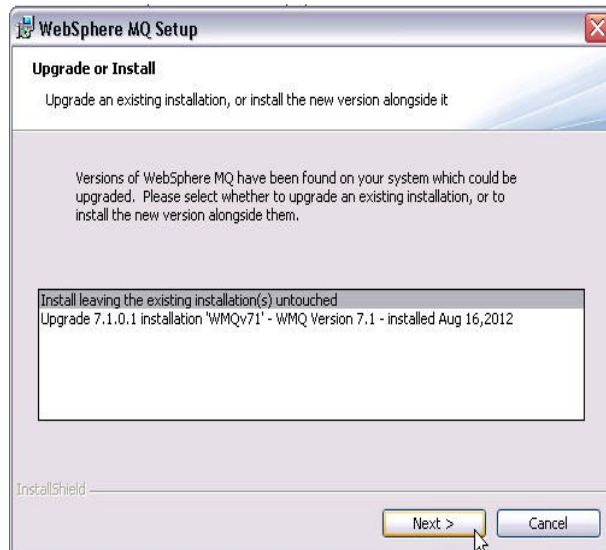 WebSphere MQ Setup
Upgrade or Install
Upgrade an existing installation, or install the new version alongside it
Versions of WebSphere MQ have been found on your system which could be
upgraded. Please select whether to upgrade an existing installation, or to
install the new version alongside them.
Install leaving the existing installation(s) untouched
Upgrade 7.1.0.1 installation 'WMQv71' - WMQ Version 7.1 - installed Aug 16,2012
InstallShield
Next >
Cancel